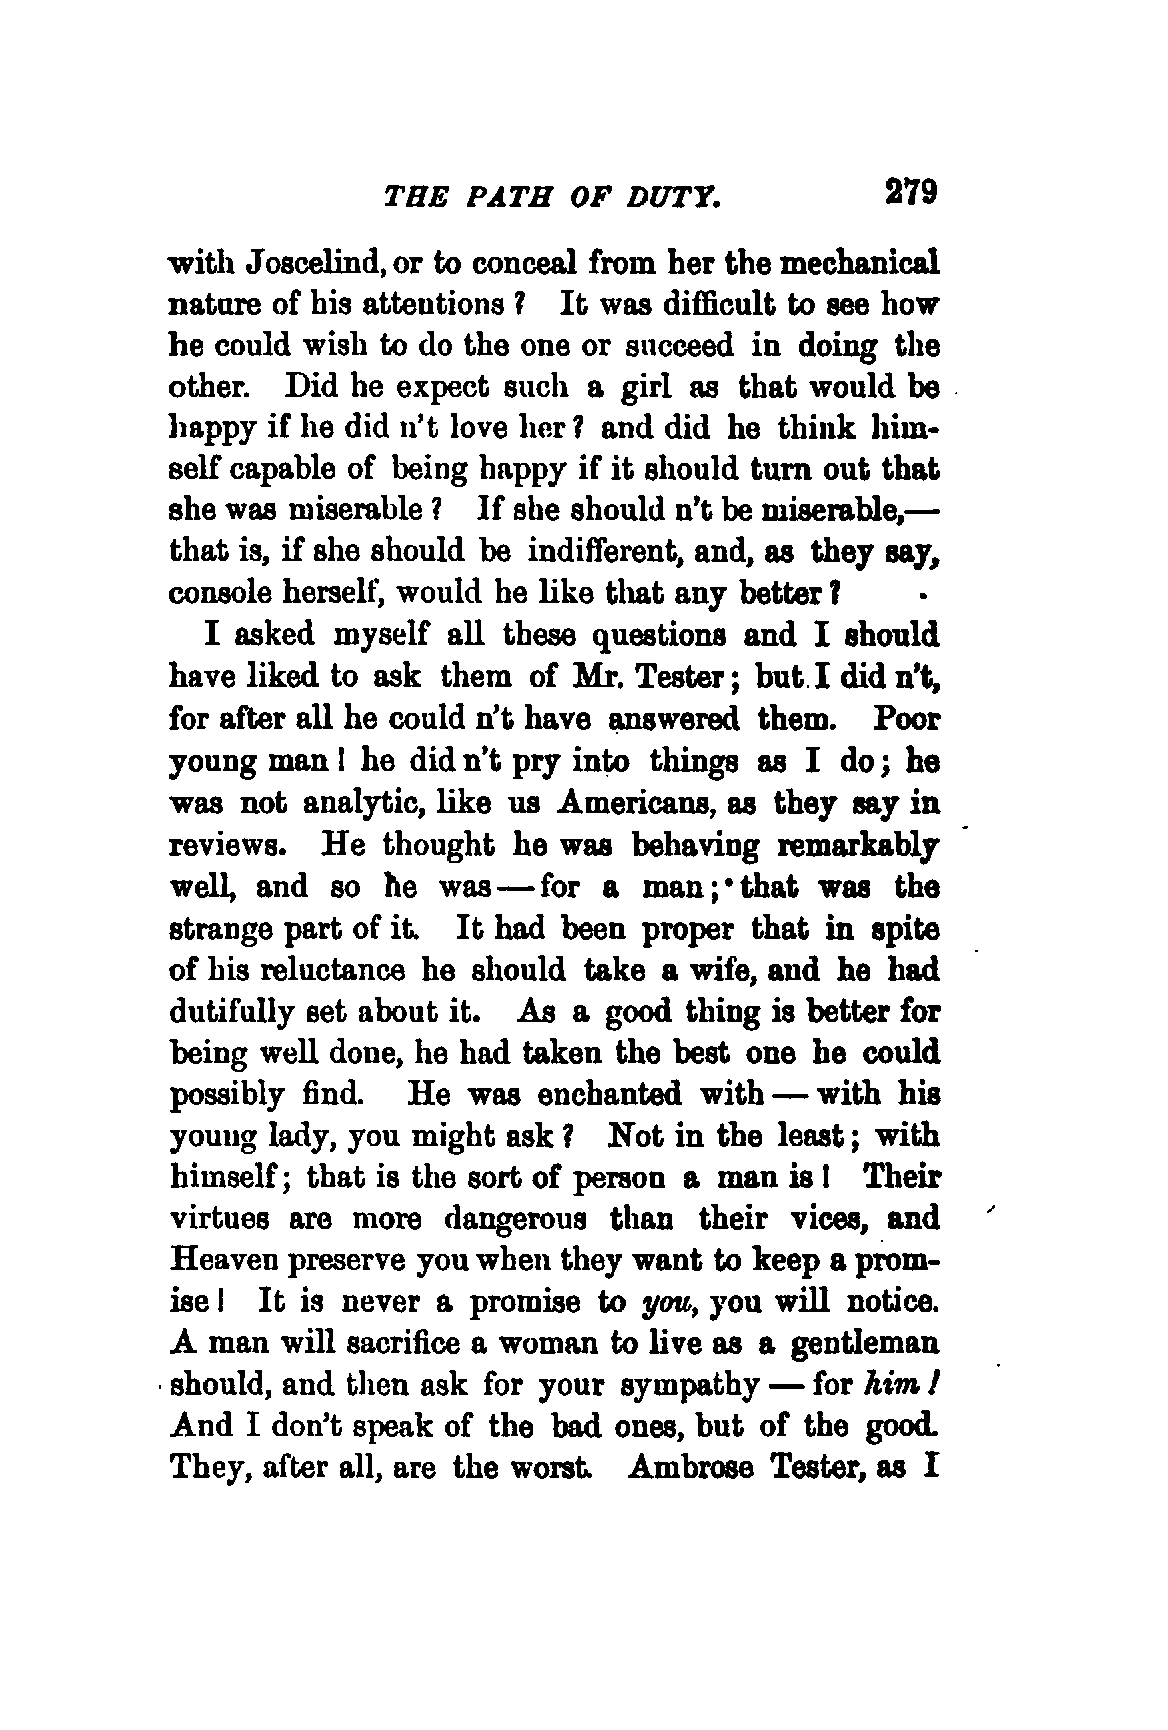 THE PATH OF DUTY. 279
with Joscelind, or to conceal from her the mechanical
nature of his attentions? It was difficult to see how
he could wish to do the one or succeed in doing the
other. Did he expect such a girl as that would be
happy if he did n't love her? and did he think him-
self capable of being happy if it should turn out that
she was miserable? If she should n't be miserable,—
that is, if she should be indifferent, and, as they say,
console herself, would he like that any better?
I asked myself all these questions and I should
have liked to ask them of Mr. Tester; but I did n't,
for after all he could n't have answered them. Poor
young man! he did n't pry into things as I do; he
was not analytic, like us Americans, as they say in
reviews. He thought he was behaving remarkably
well, and so he was—for a man; that was the
strange part of it. It had been proper that in spite
of his reluctance he should take a wife, and he had
dutifully set about it. As a good thing is better for
being well done, he had taken the best one he could
possibly find. He was enchanted with — with his
young lady, you might ask? Not in the least; with
himself; that is the sort of person a man is! Their
virtues are more dangerous than their vices, and
Heaven preserve you when they want to keep a prom-
ise! It is never a promise to you, you will notice.
A man will sacrifice a woman to live as a gentleman
should, and then ask for your sympathy — for him!
And I don't speak of the bad ones, but of the good.
They, after all, are the worst. Ambrose Tester, as I